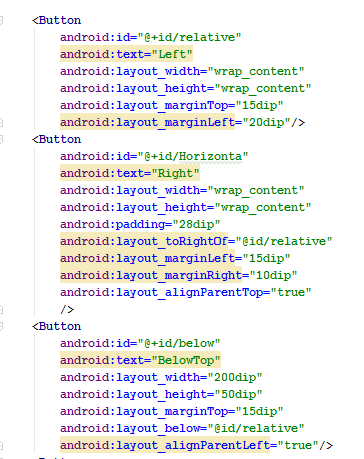 <Button
android:id="@+id/relative"
android:text="Left"
android:layout_width="wrap_content"
android:layout_height="wrap_content"
android:layout_marginTop="15dip"
android:layout_marginLeft="20dip"/>
<Button
android:id="@+id/Horizonta"
android:text="Right"
android:layout_width="wrap_content"
android:layout_height="wrap_content"
android:padding="28dip"
android:layout_toRightOf="@id/relative"
android:layout_marginLeft="15dip"
android:layout_marginRight="10dip"
android:layout_alignParentTop="true"
/>
<Button
android:id="@+id/below"
android:text="BelowTop"
android:layout_width="200dip"
android:layout_height="50dip"
android:layout_marginTop="15dip"
android:layout_below="@id/relative"
android:layout_alignParentLeft="true"/>